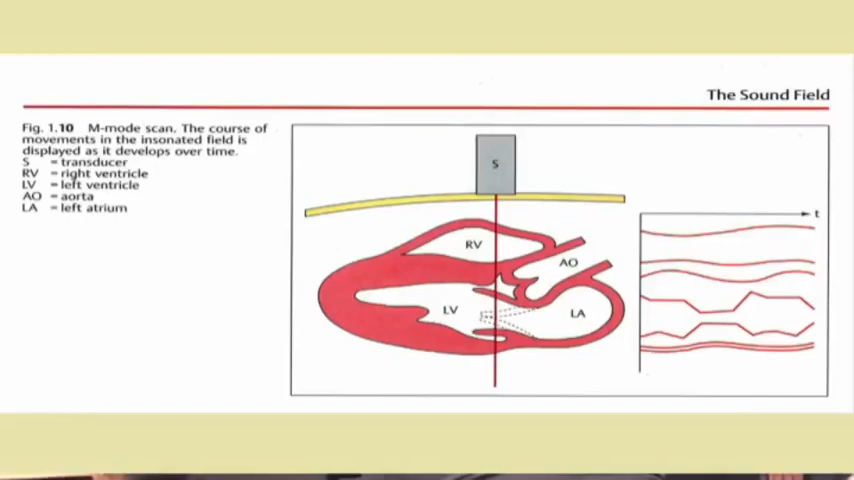 The Sound Field
Fig. 1.10 M-mode scan. The course of
movements in the insonated field is
displayed as it develops over time.
S = transducer
RV = right ventricle
LV = left ventricle
AO = aorta
LA = left atrium
S
t
RV
AO
LV
LA